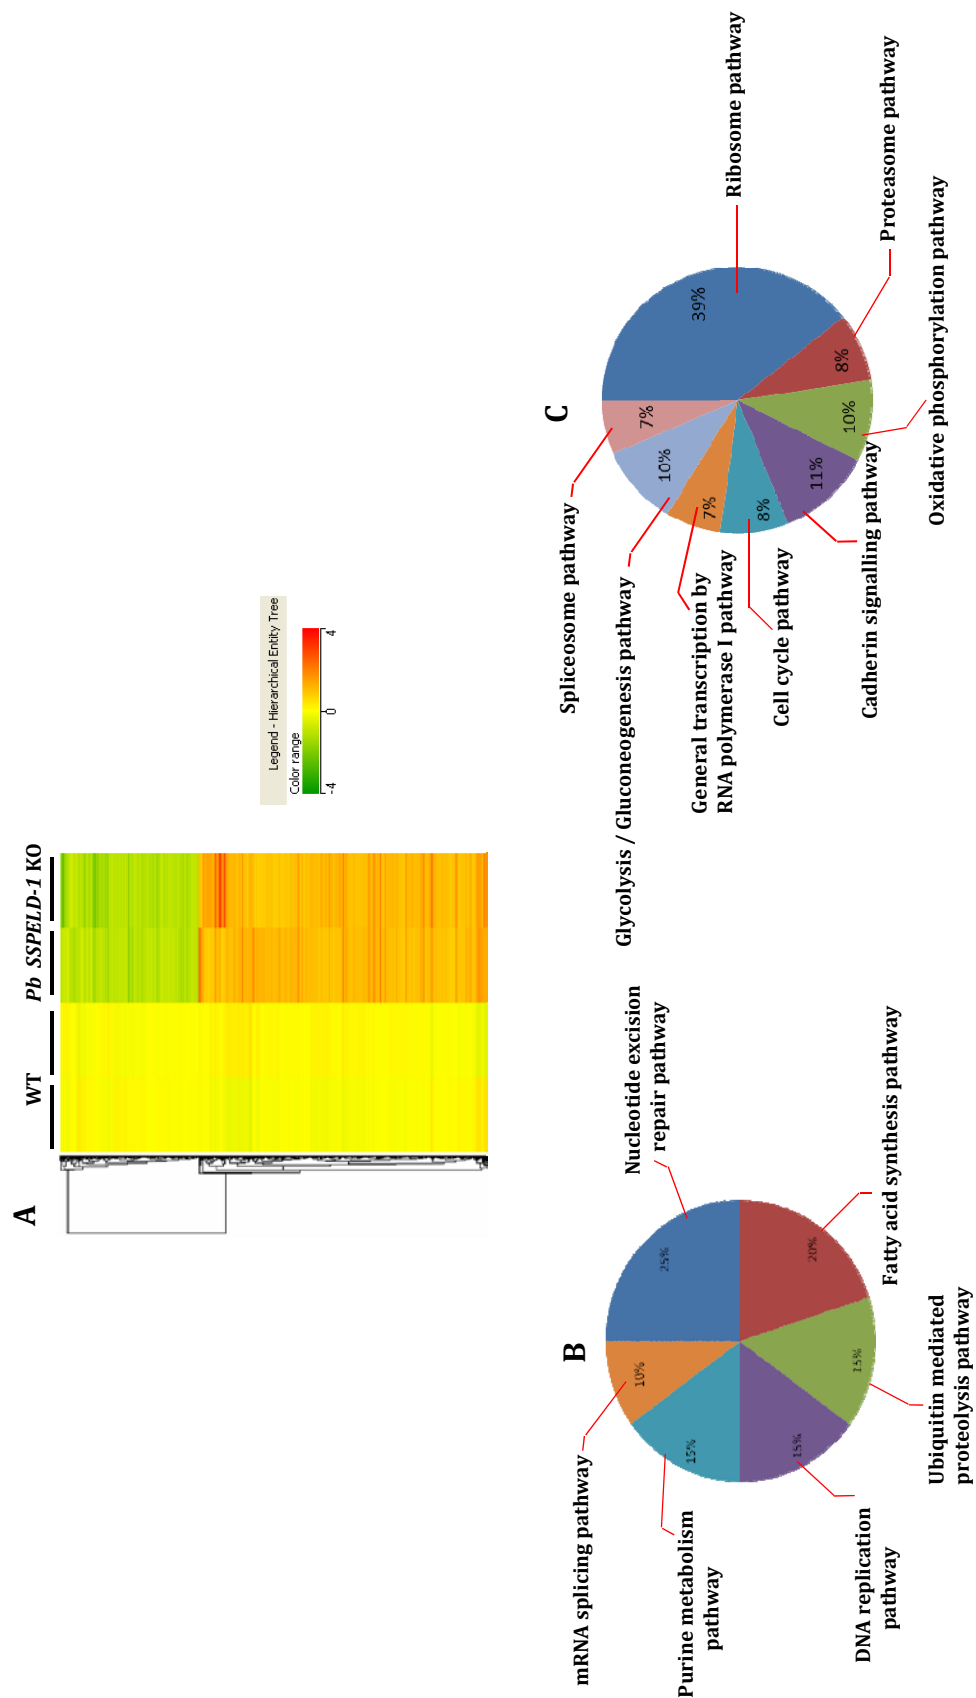 A
WT
Pb SSPELD-1 KO
Legend - Hierarchical Entity Tree
Color range
-4
0
4
B
mRNA splicing pathway
Purine metabolism
pathway
DNA replication
pathway
Ubiquitin mediated
proteolysis pathway
Fatty acid synthesis pathway
Nucleotide excision
repair pathway
25%
20%
15%
15%
15%
10%
C
Spliceosome pathway
Glycolysis / Gluconeogenesis pathway
General transcription by
RNA polymerase I pathway
Cell cycle pathway
Cadherin signalling pathway
Oxidative phosphorylation pathway
Proteasome pathway
Ribosome pathway
39%
8%
10%
11%
8%
7%
10%
7%